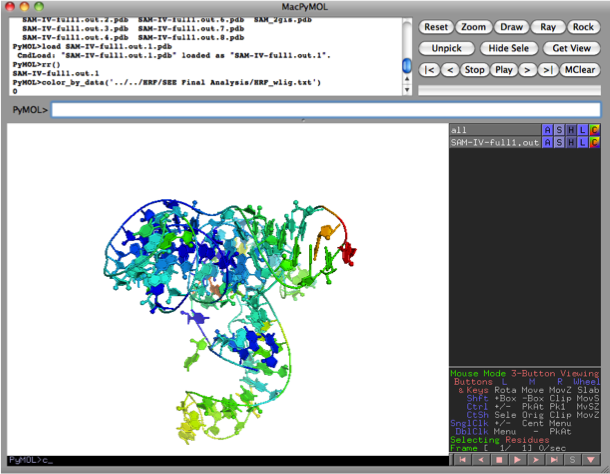 MacPyMOL
SAM-IV-full1.out.2.pdb SAM-IV-full1.out.6.pdb SAM_2gis.pdb
SAM-IV-full1.out.3.pdb SAM-IV-full1.out.7.pdb
SAM-IV-full1.out.4.pdb SAM-IV-full1.out.8.pdb
PyMOL>load SAM-IV-full1.out.1.pdb
CmdLoad: "SAM-IV-full1.out.1.pdb" loaded as "SAM-IV-full1.out.1".
PyMOL>rr()
SAM-IV-full1.out.1
PyMOL>color_by_data('../../ERF/SEE Final Analysis/ERF_wlig.txt')
0
Reset Zoom Draw Ray Rock
Unpick Hide Sele Get View
|< < Stop Play > >| MClear
PyMOL>
all A S H L C
SAM-IV-full1.out A S H L C
Mouse Mode 3-Button Viewing
Buttons L M R Wheel
& Keys Rota Move MovZ Slab
Shft +Box -Box Clip MovS
Ctrl +/- PkAt Pk1 MvSZ
CtSh Sele Orig Clip MovZ
SnglClk +/- Cent Menu
DblClk Menu - PkAt
Selecting Residues
Frame [ 1/ 1] 0/sec
PyMOL>c_
S